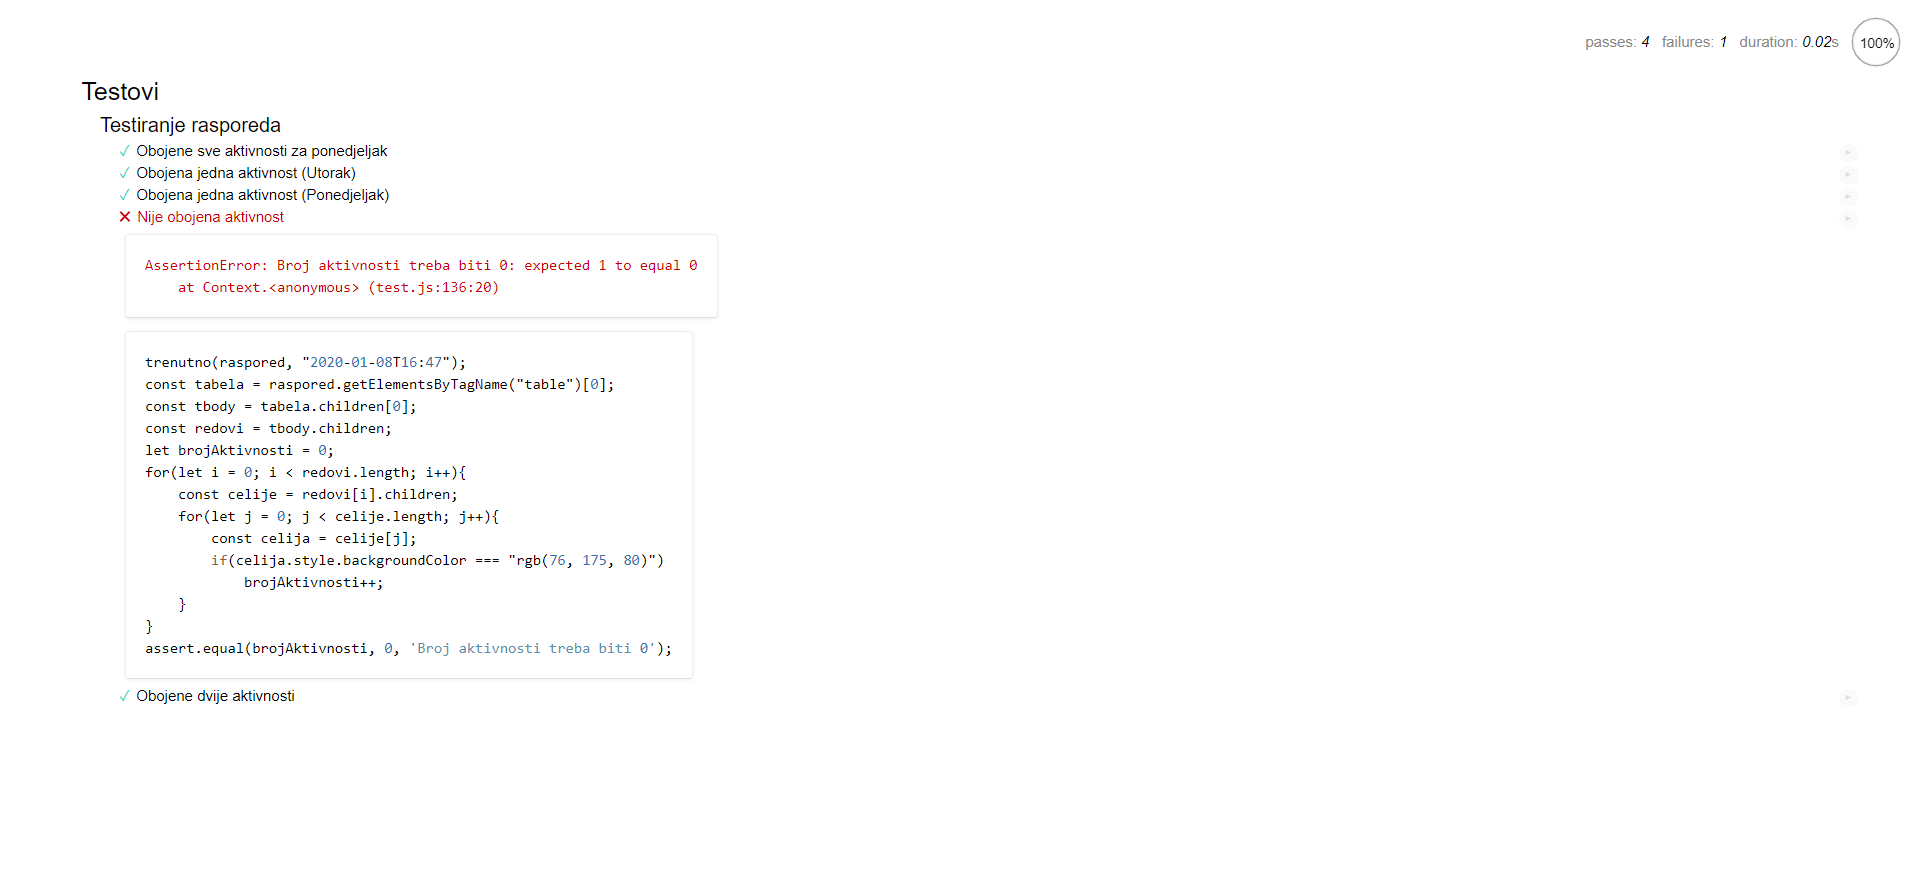 passes: 4 failures: 1 duration: 0.02s 100%
Testovi
Testiranje rasporeda
✓ Obojene sve aktivnosti za ponedjeljak
✓ Obojena jedna aktivnost (Utorak)
✓ Obojena jedna aktivnost (Ponedjeljak)
✕ Nije obojena aktivnost
AssertionError: Broj aktivnosti treba biti 0: expected 1 to equal 0
    at Context.<anonymous> (test.js:136:20)
trenutno(raspored, "2020-01-08T16:47");
const tabela = raspored.getElementsByTagName("table")[0];
const tbody = tabela.children[0];
const redovi = tbody.children;
let brojAktivnosti = 0;
for(let i = 0; i < redovi.length; i++){
    const celije = redovi[i].children;
    for(let j = 0; j < celije.length; j++){
        const celija = celije[j];
        if(celija.style.backgroundColor === "rgb(76, 175, 80)")
            brojAktivnosti++;
    }
}
assert.equal(brojAktivnosti, 0, 'Broj aktivnosti treba biti 0');
✓ Obojene dvije aktivnosti